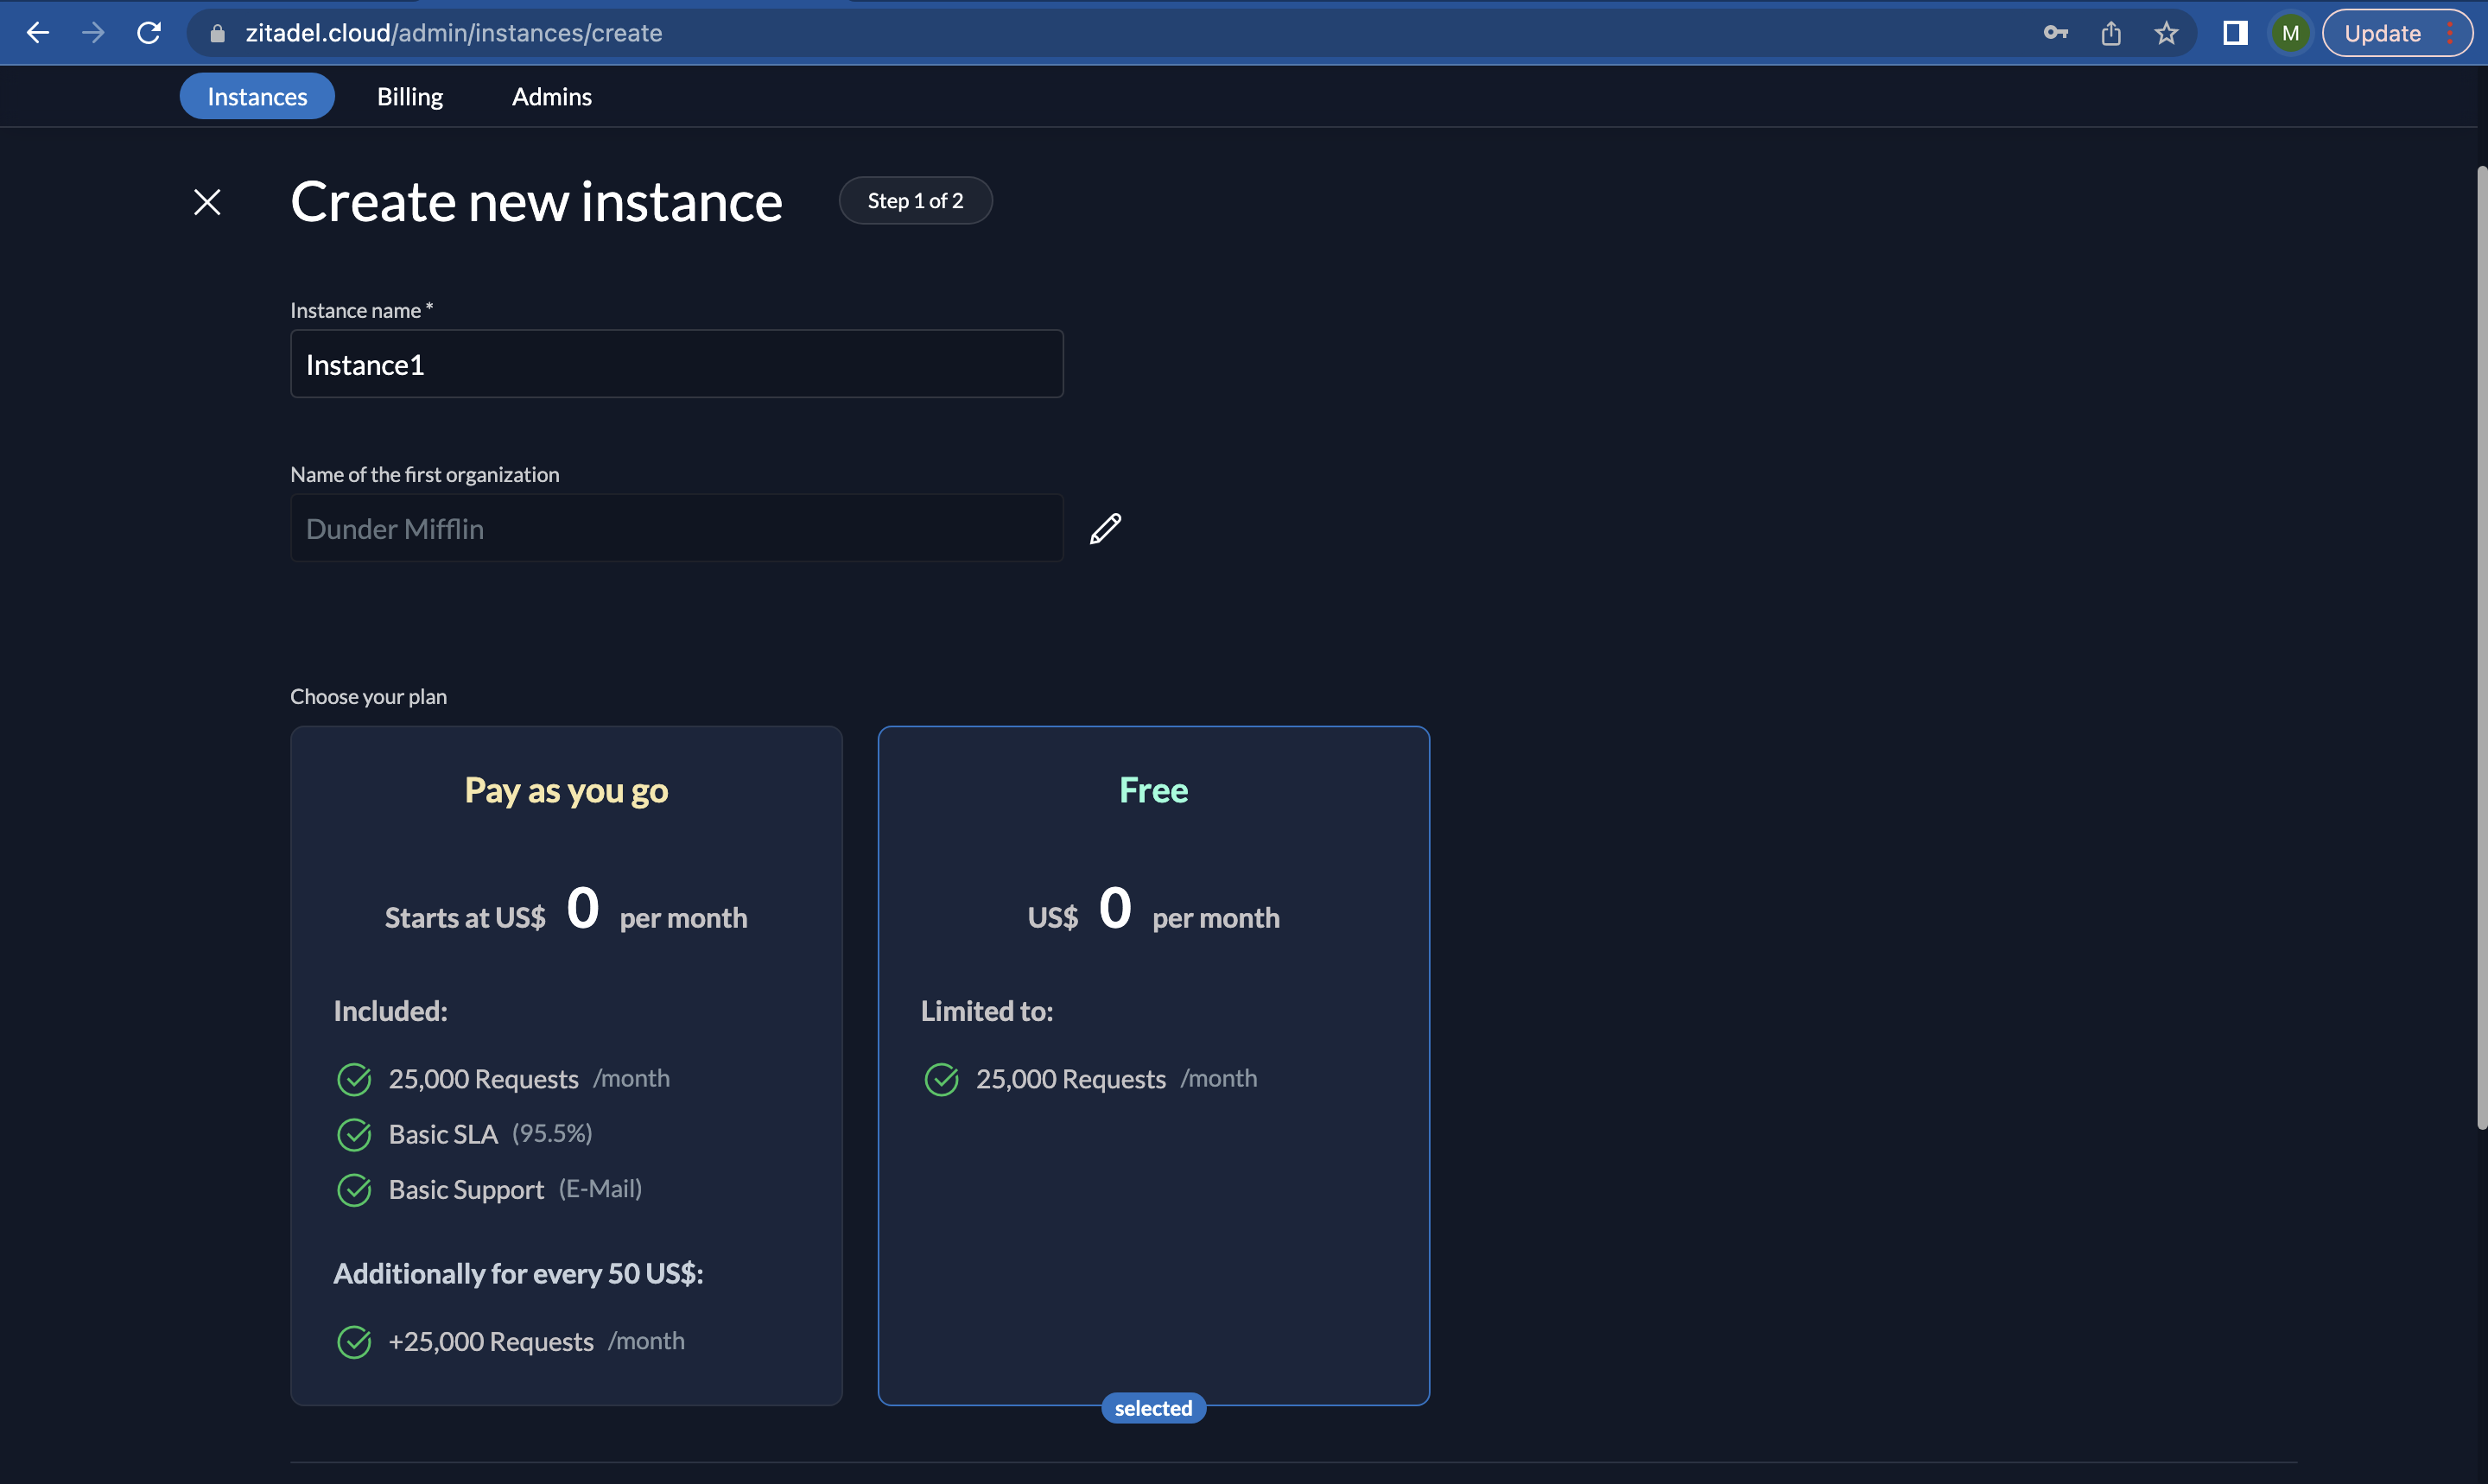 zitadel.cloud/admin/instances/create
M
Update
Instances Billing Admins
Create new instance
Step 1 of 2
Instance name *
Instance1
Name of the first organization
Dunder Mifflin
Choose your plan
Pay as you go
Starts at US$ 0 per month
Included:
25,000 Requests /month
Basic SLA (95.5%)
Basic Support (E-Mail)
Additionally for every 50 US$:
+25,000 Requests /month
Free
US$ 0 per month
Limited to:
25,000 Requests /month
selected